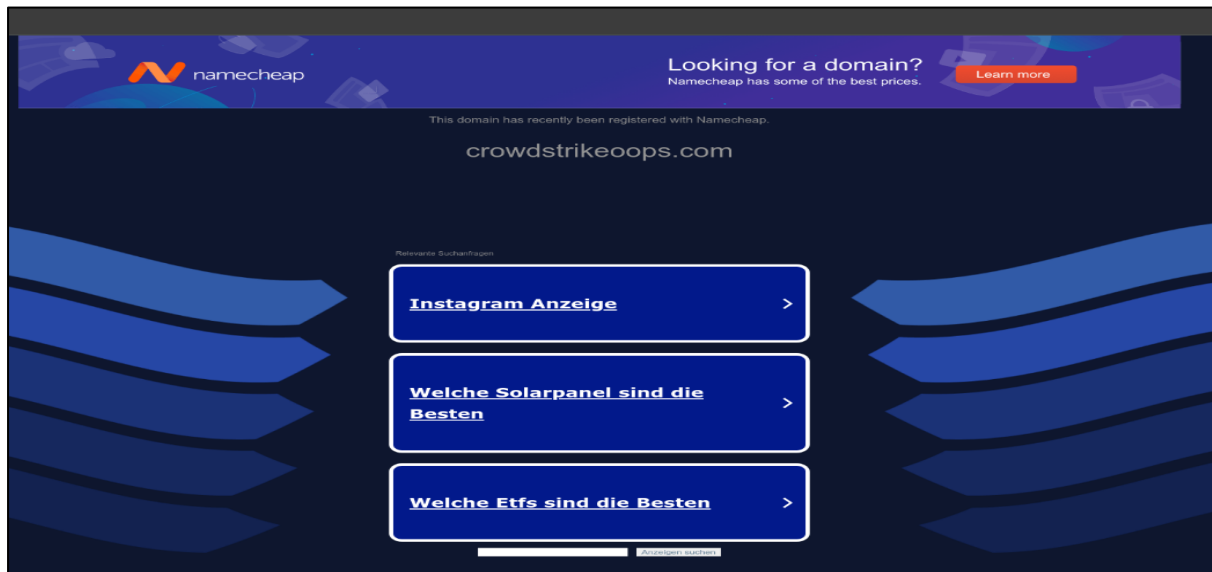 namecheap
Looking for a domain?
Namecheap has some of the best prices.
Learn more
This domain has recently been registered with Namecheap.
crowdstrikeoops.com
Relevante Suchanfragen
Instagram Anzeige
Welche Solarpanel sind die
Besten
Welche Etfs sind die Besten
Anzeigen suchen